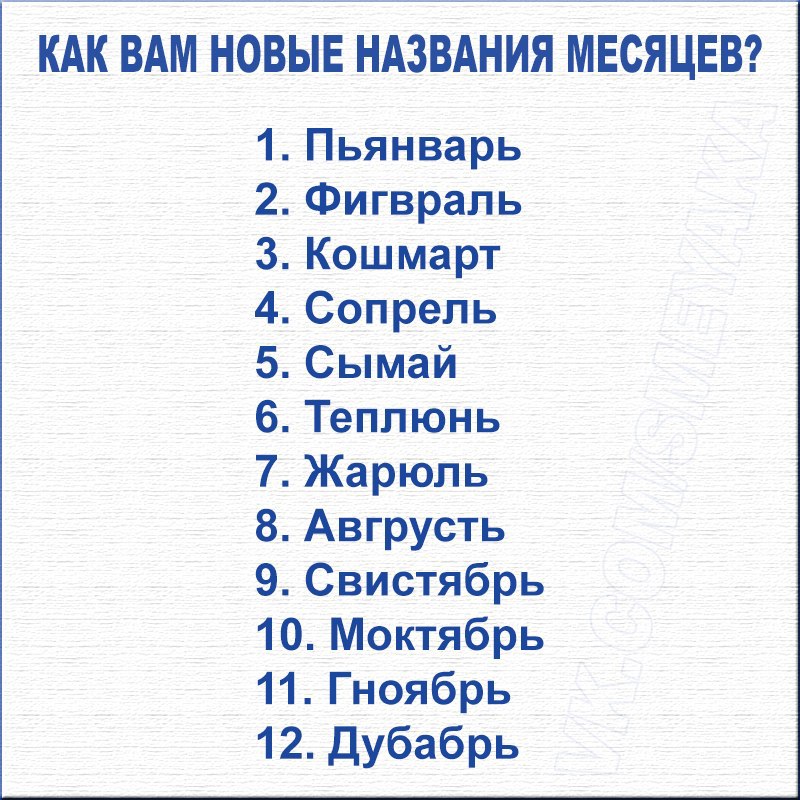 КАК ВАМ НОВЫЕ НАЗВАНИЯ МЕСЯЦЕВ?
1. Пьянварь
2. Фигвраль
3. Кошмарт
4. Сопрель
5. Сымай
6. Теплюнь
7. Жарюль
8. Авгрусть
9. Свистябрь
10. Моктябрь
11. Гноябрь
12. Дубабрь
VK.COM/SMEYAKA